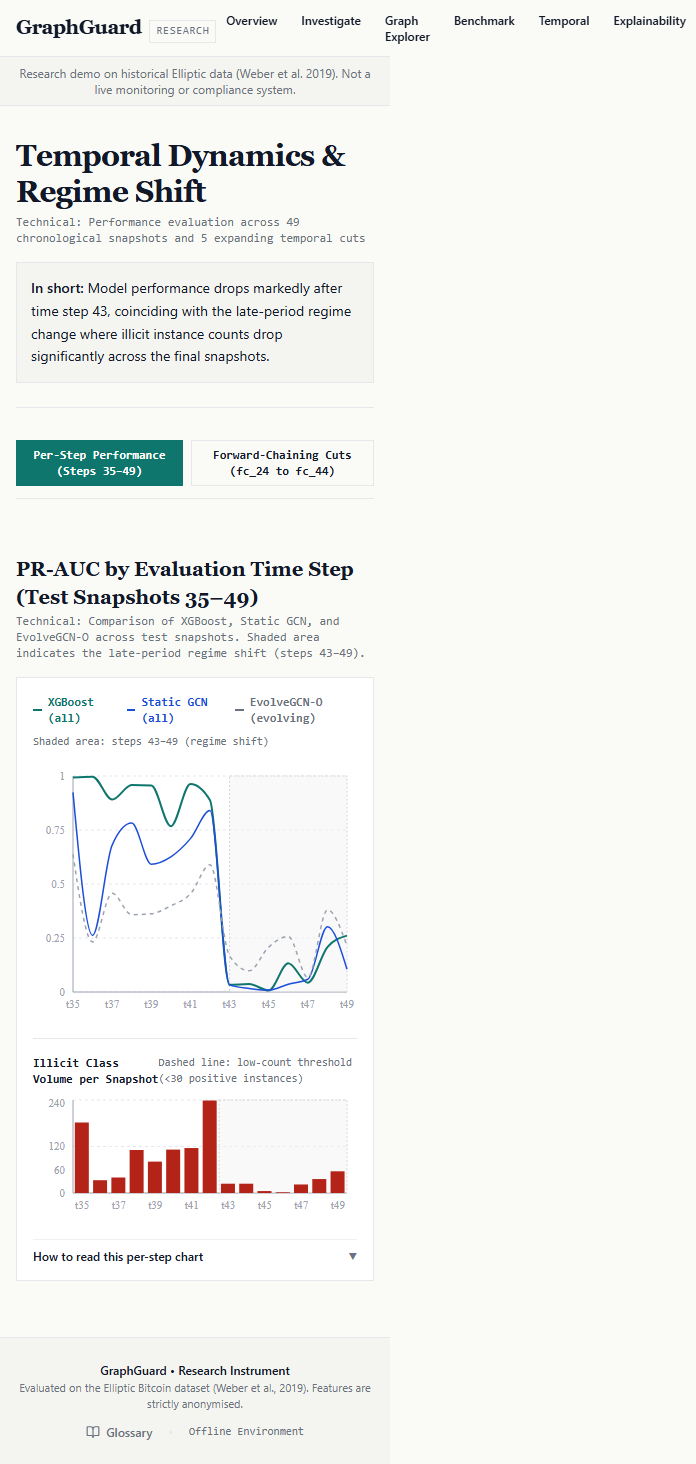 GraphGuard RESEARCH Overview Investigate Graph Explorer Benchmark Temporal Explainability
Research demo on historical Elliptic data (Weber et al. 2019). Not a
live monitoring or compliance system.
Temporal Dynamics &
Regime Shift
Technical: Performance evaluation across 49
chronological snapshots and 5 expanding temporal cuts
In short: Model performance drops markedly after
time step 43, coinciding with the late-period regime
change where illicit instance counts drop
significantly across the final snapshots.
Per-Step Performance
(Steps 35–49)
Forward-Chaining Cuts
(fc_24 to fc_44)
PR-AUC by Evaluation Time Step
(Test Snapshots 35–49)
Technical: Comparison of XGBoost, Static GCN, and
EvolveGCN-O across test snapshots. Shaded area
indicates the late-period regime shift (steps 43–49).
XGBoost
(all)
Static GCN
(all)
EvolveGCN-O
(evolving)
Shaded area: steps 43–49 (regime shift)
1
0.75
0.5
0.25
0
t35 t37 t39 t41 t43 t45 t47 t49
Illicit Class
Volume per Snapshot
Dashed line: low-count threshold
(<30 positive instances)
240
120
60
0
t35 t37 t39 t41 t43 t45 t47 t49
How to read this per-step chart ▼
GraphGuard • Research Instrument
Evaluated on the Elliptic Bitcoin dataset (Weber et al., 2019). Features are
strictly anonymised.
Glossary · Offline Environment